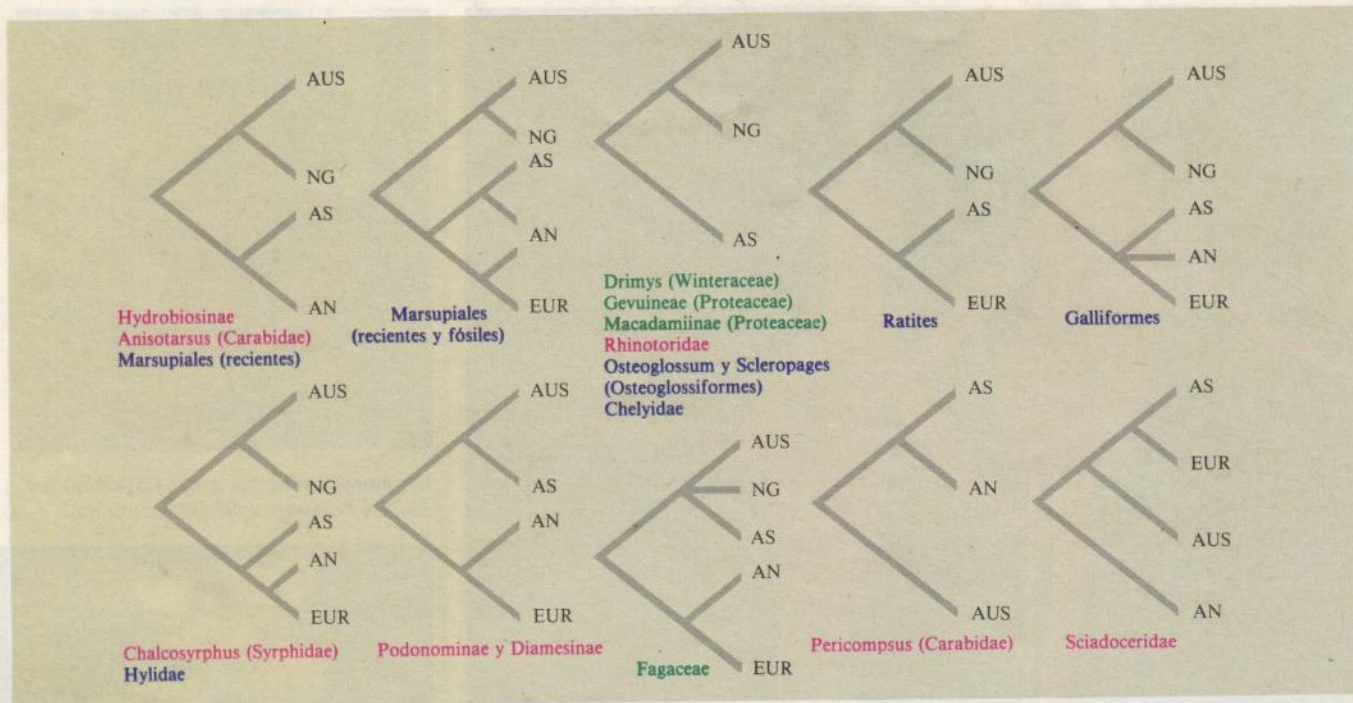 AUS
NG
AS
AN
Hydrobiosinae
Anisotarsus (Carabidae)
Marsupiales (recientes)
AUS
NG
AS
AN
EUR
Marsupiales
(recientes y fósiles)
AUS
NG
AS
Drimys (Winteraceae)
Gevuineae (Proteaceae)
Macadamiinae (Proteaceae)
Rhinotoridae
Osteoglossum y Scleropages
(Osteoglossiformes)
Chelyidae
AUS
NG
AS
EUR
Ratites
AUS
NG
AS
AN
EUR
Galliformes
AUS
NG
AS
AN
EUR
Chalcosyrphus (Syrphidae)
Hylidae
AUS
AS
AN
EUR
Podonominae y Diamesinae
AUS
NG
AS
AN
EUR
Fagaceae
AS
AN
AUS
Pericompsus (Carabidae)
AS
EUR
AUS
AN
Sciadoceridae